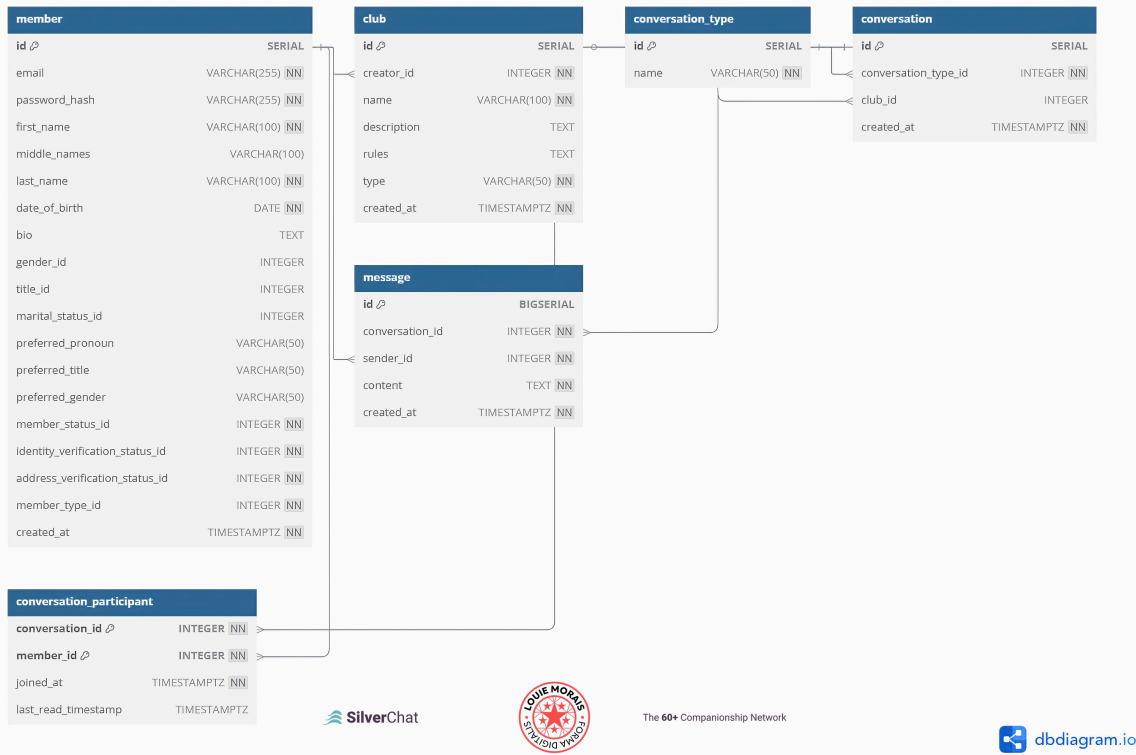 member
id SERIAL
email VARCHAR(255) NN
password_hash VARCHAR(255) NN
first_name VARCHAR(100) NN
middle_names VARCHAR(100)
last_name VARCHAR(100) NN
date_of_birth DATE NN
bio TEXT
gender_id INTEGER
title_id INTEGER
marital_status_id INTEGER
preferred_pronoun VARCHAR(50)
preferred_title VARCHAR(50)
preferred_gender VARCHAR(50)
member_status_id INTEGER NN
identity_verification_status_id INTEGER NN
address_verification_status_id INTEGER NN
member_type_id INTEGER NN
created_at TIMESTAMPTZ NN
club
id SERIAL
creator_id INTEGER NN
name VARCHAR(100) NN
description TEXT
rules TEXT
type VARCHAR(50) NN
created_at TIMESTAMPTZ NN
conversation_type
id SERIAL
name VARCHAR(50) NN
conversation
id SERIAL
conversation_type_id INTEGER NN
club_id INTEGER
created_at TIMESTAMPTZ NN
message
id BIGSERIAL
conversation_id INTEGER NN
sender_id INTEGER NN
content TEXT NN
created_at TIMESTAMPTZ NN
conversation_participant
conversation_id INTEGER NN
member_id INTEGER NN
joined_at TIMESTAMPTZ NN
last_read_timestamp TIMESTAMPTZ
SilverChat
LOUIE MORAIS
FORMA DIGITALIS
The 60+ Companionship Network
dbdiagram.io